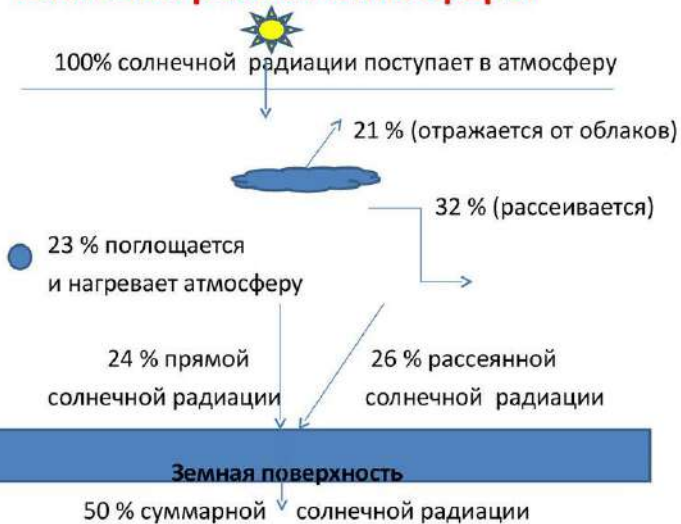 100% солнечной радиации поступает в атмосферу
21 % (отражается от облаков)
32 % (рассеивается)
23 % поглощается
и нагревает атмосферу
24 % прямой
солнечной радиации
26 % рассеянной
солнечной радиации
Земная поверхность
50 % суммарной солнечной радиации